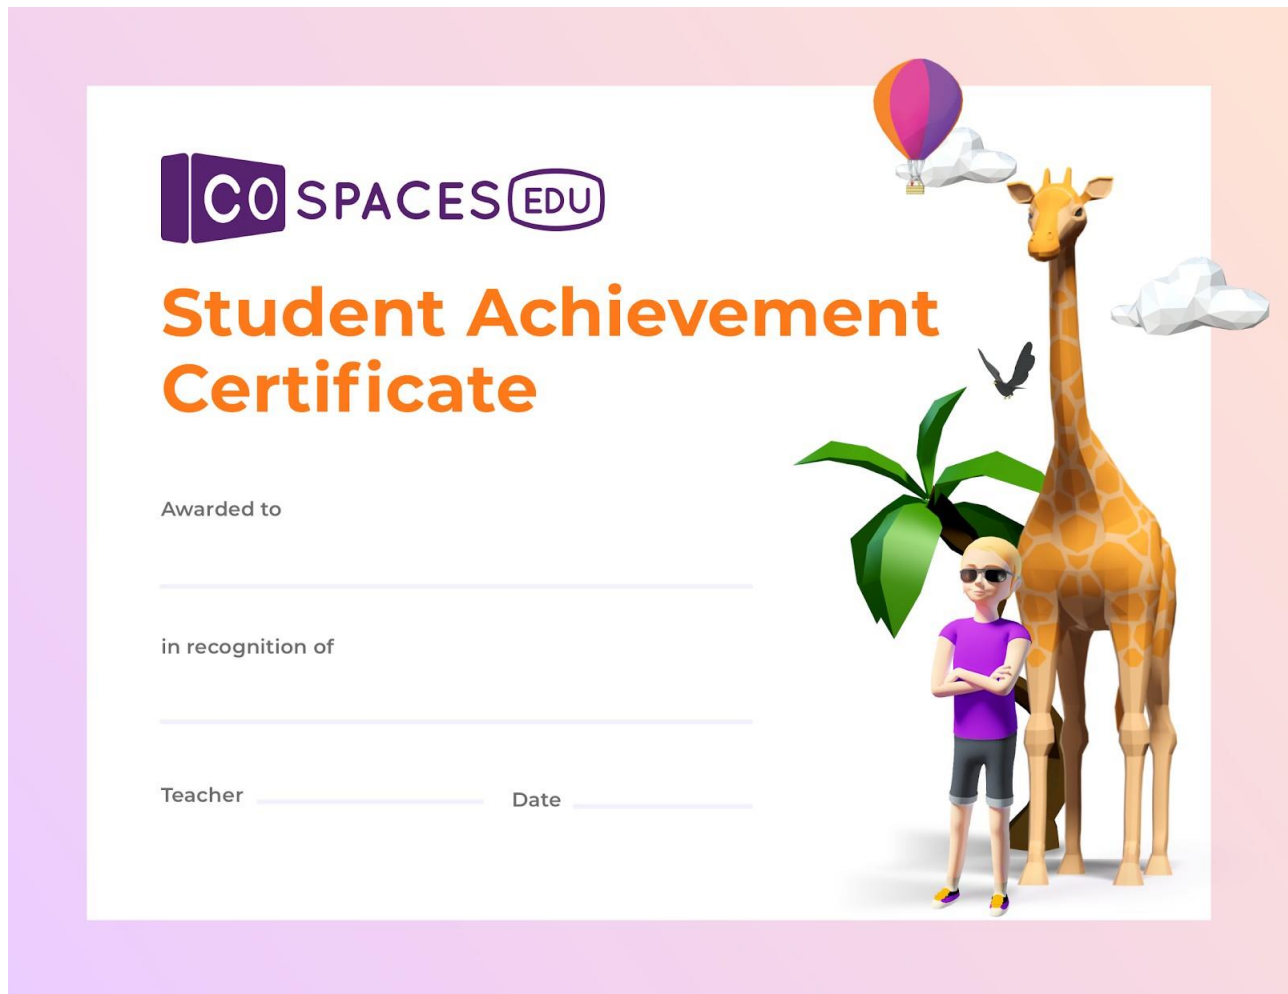 CO SPACES EDU
Student Achievement
Certificate
Awarded to
in recognition of
Teacher
Date